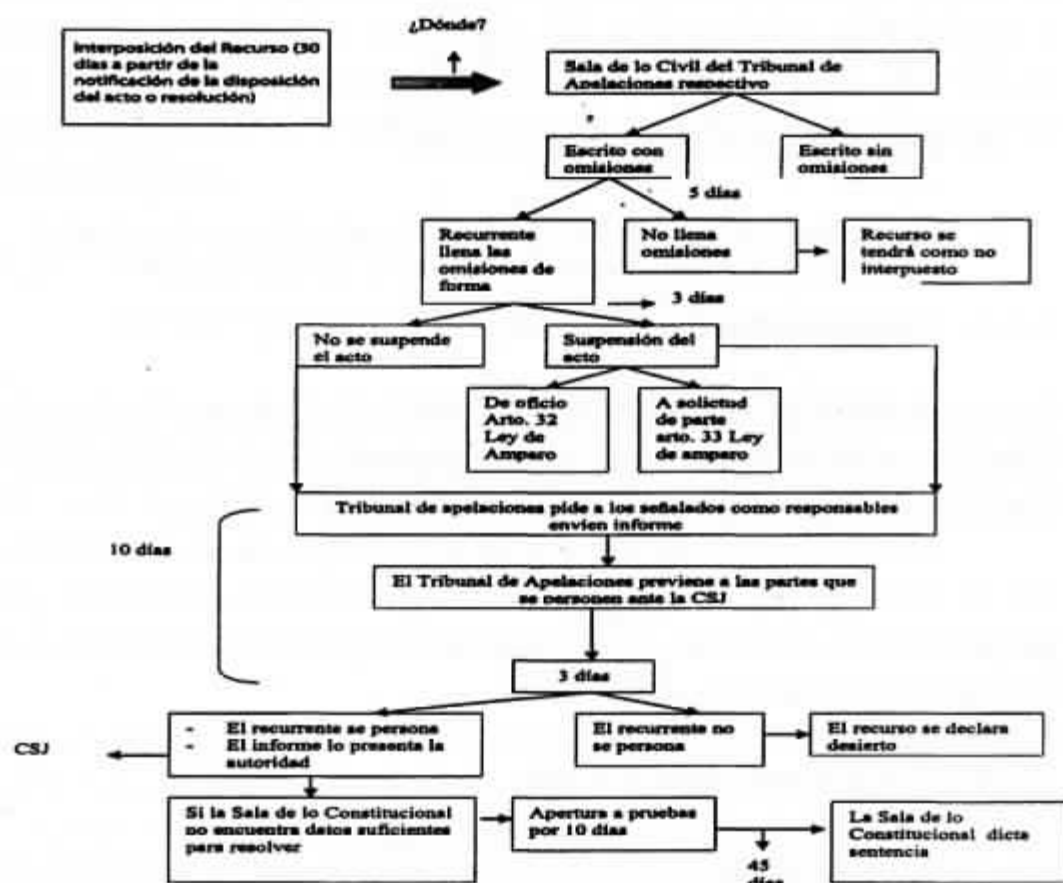 ¿Dónde?
Interposición del Recurso (30
días a partir de la
notificación de la disposición
del acto o resolución)
Sala de lo Civil del Tribunal de
Apelaciones respectivo
Escrito con
omisiones
Escrito sin
omisiones
5 días
Recurrente
llena las
omisiones de
forma
No llena
omisiones
Recurso se
tendrá como no
interpuesto
3 días
No se suspende
el acto
Suspensión del
acto
De oficio
Arto. 32
Ley de
Amparo
A solicitud
de parte
arto. 33 Ley
de amparo
Tribunal de apelaciones pide a los señalados como responsables
envíen informe
10 días
El Tribunal de Apelaciones previene a las partes que
se personen ante la CSJ
3 días
- El recurrente se persona
- El informe lo presenta la
autoridad
El recurrente no
se persona
El recurso se declara
desierto
CSJ
Si la Sala de lo Constitucional
no encuentra datos suficientes
para resolver
Apertura a pruebas
por 10 días
La Sala de lo
Constitucional dicta
sentencia
45
días